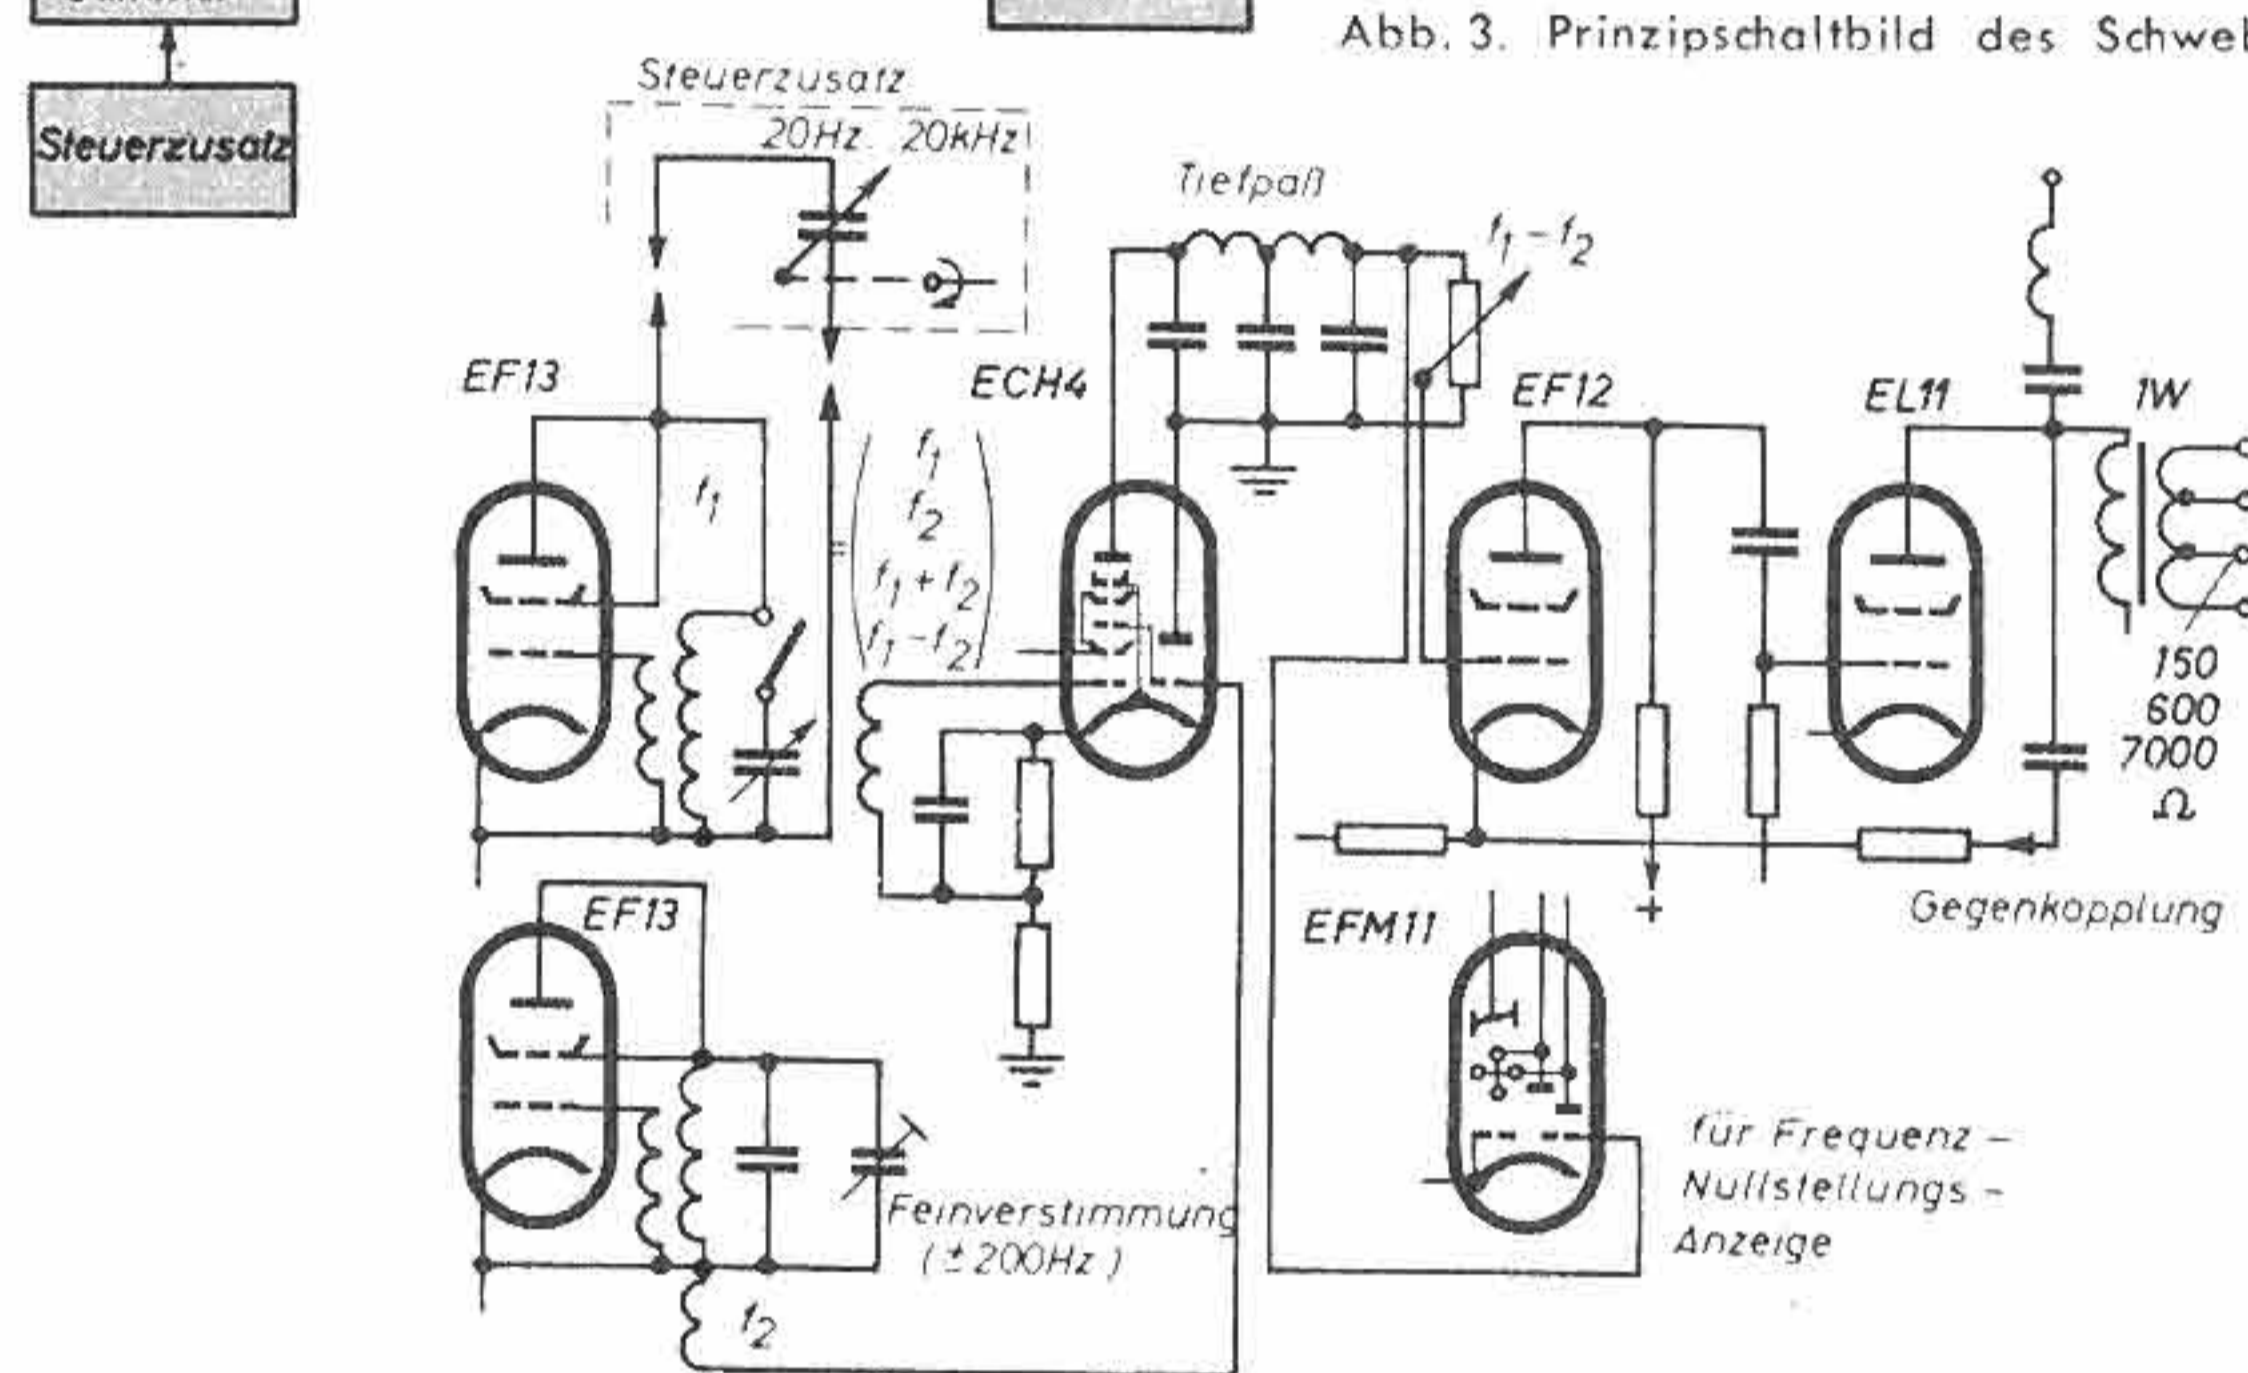 Abb. 3. Prinzipschaltbild des
Steuerzusatz
Steuerzusatz
20Hz 20kHz
Tiefpaß
f1 - f2
EF13
ECH4
EF12
EL11
1W
f1
= ( f1
f2
f1 + f2
f1 - f2 )
150
600
7000
Ω
+
Gegenkopplung
EF13
EFM11
für Frequenz -
Nullstellungs -
Anzeige
Feinverstimmung
(± 200Hz)
f2